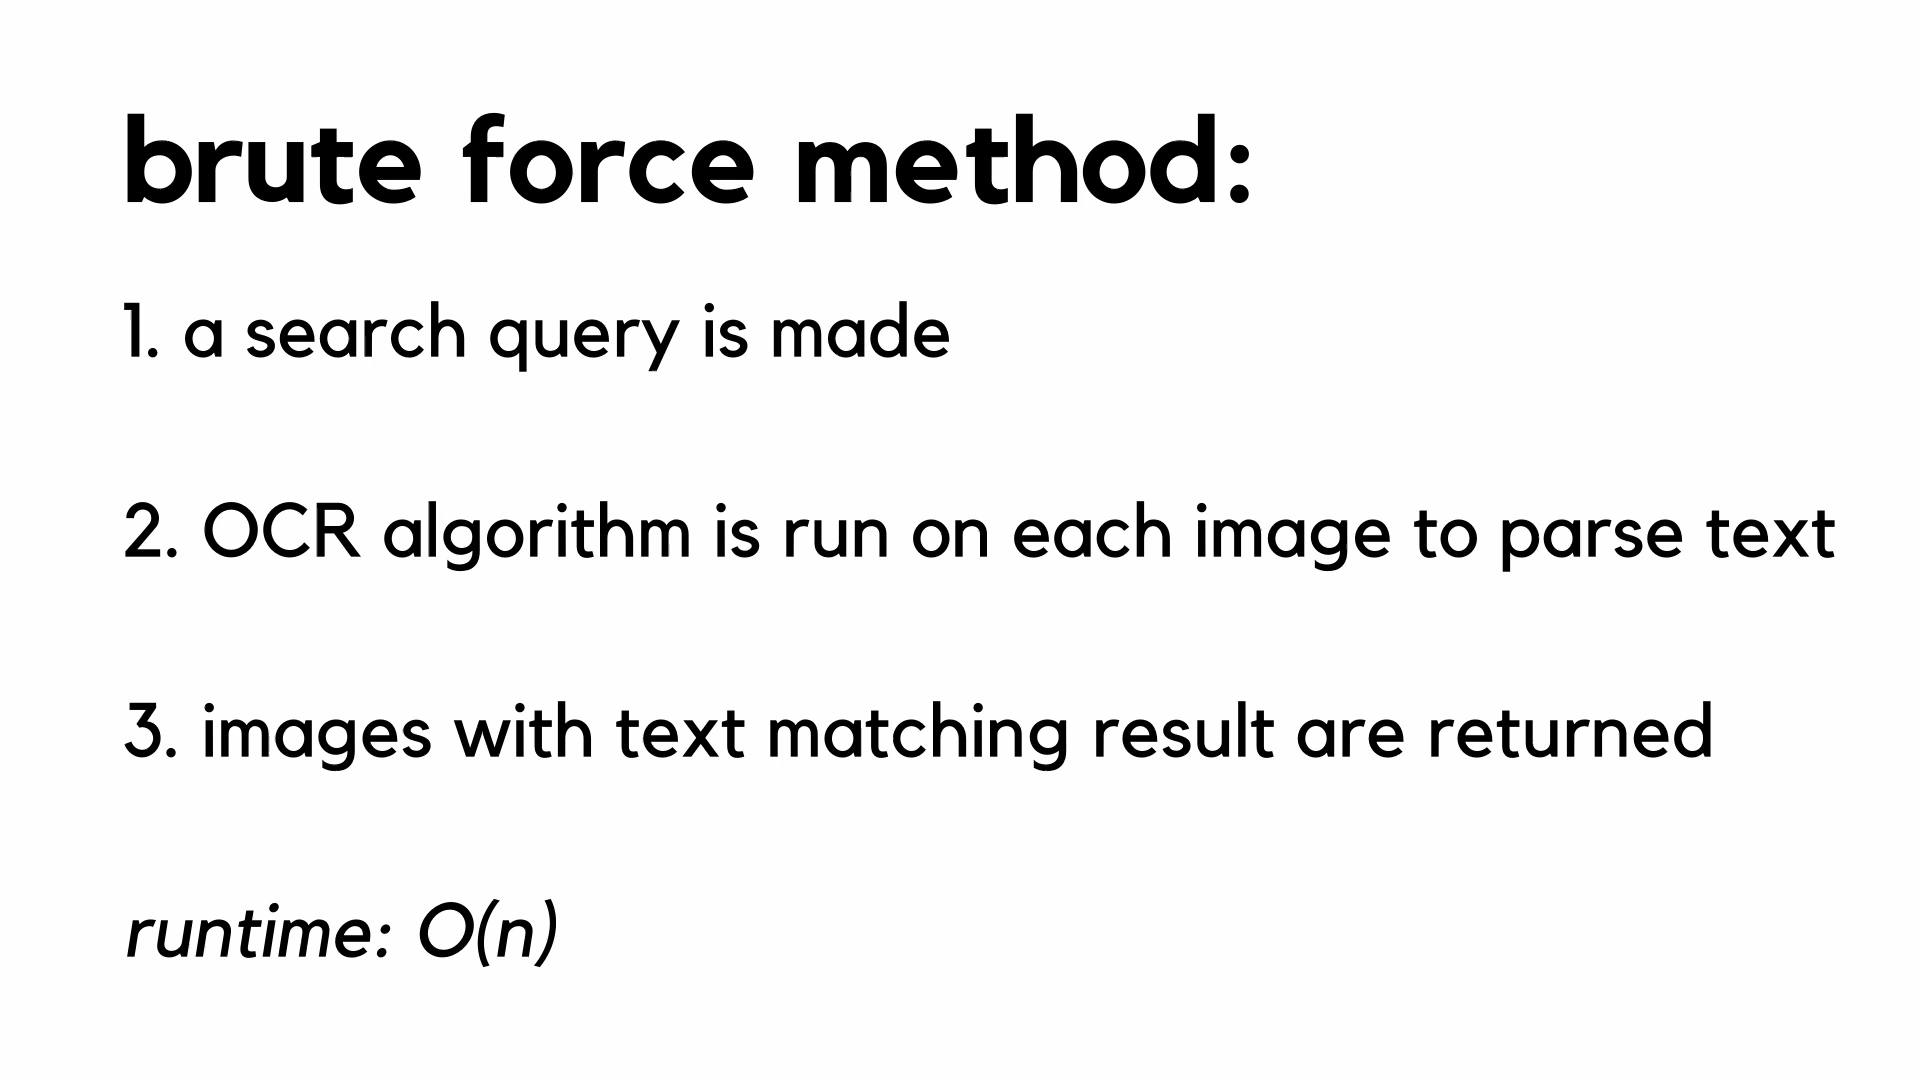 brute force method:
1. a search query is made
2. OCR algorithm is run on each image to parse text
3. images with text matching result are returned
runtime: O(n)